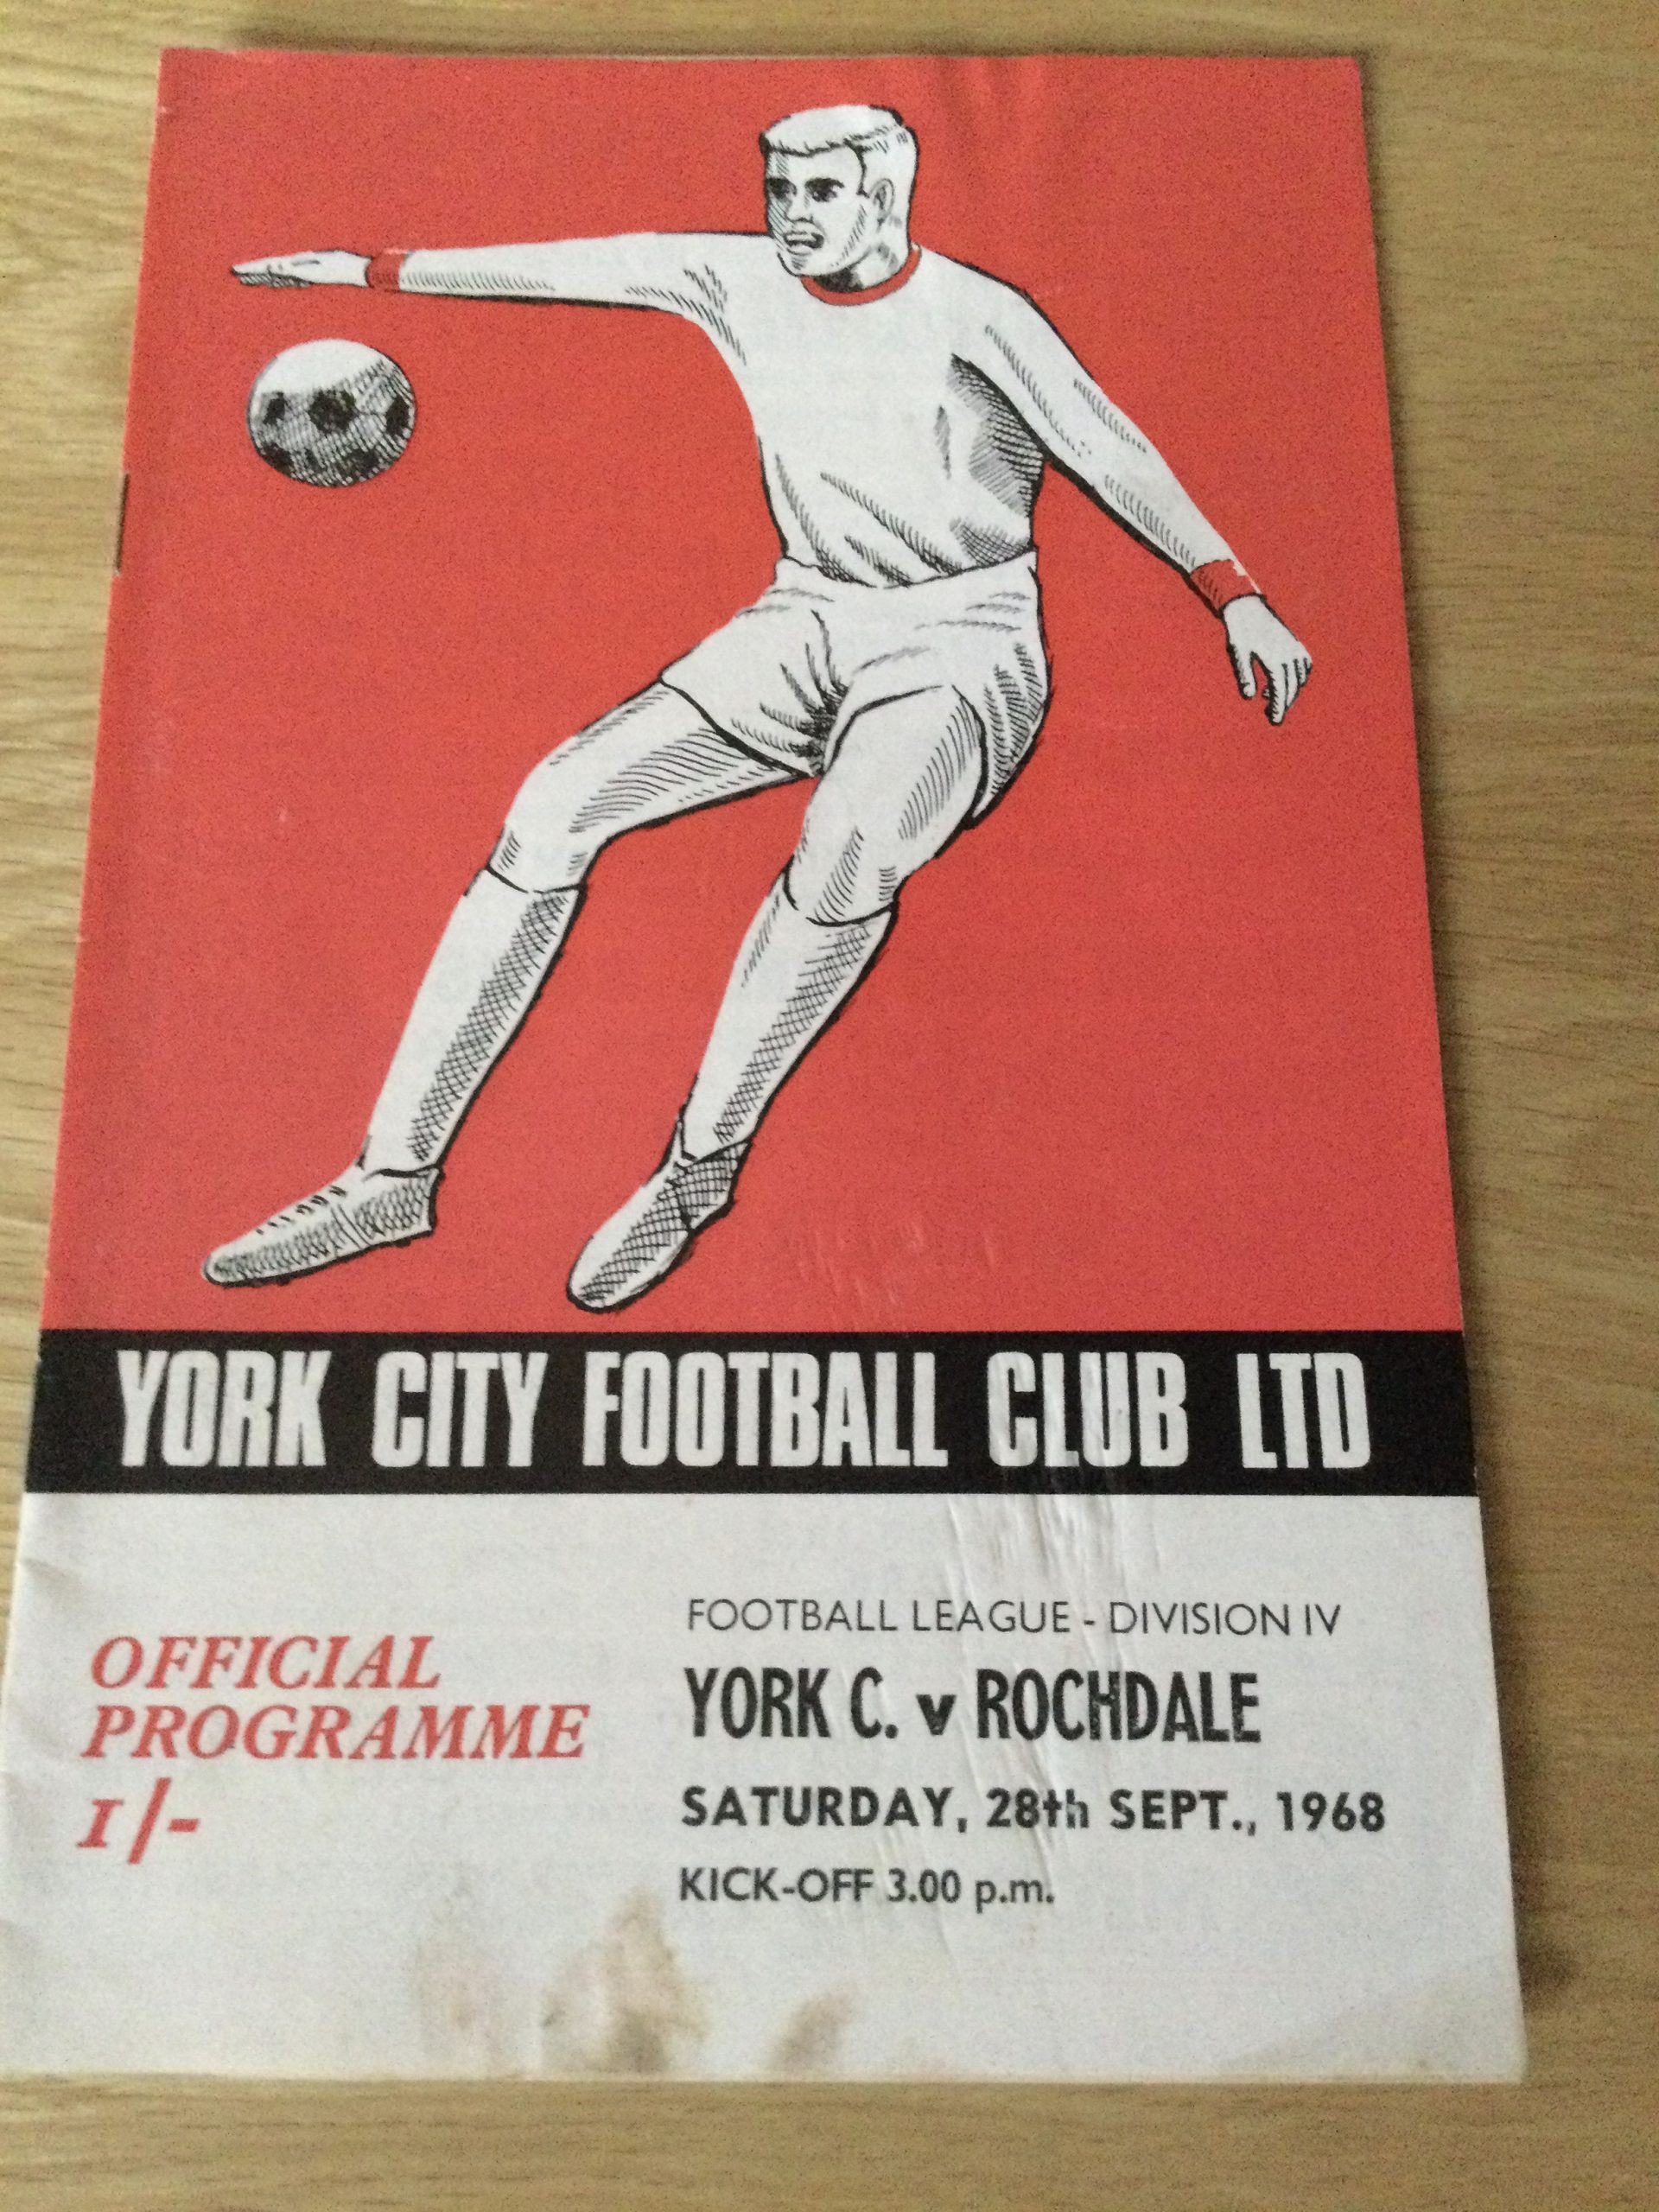 YORK CITY FOOTBALL CLUB LTD
OFFICIAL
PROGRAMME
1/-
FOOTBALL LEAGUE - DIVISION IV
YORK C. v ROCHDALE
SATURDAY, 28th SEPT., 1968
KICK-OFF 3.00 p.m.